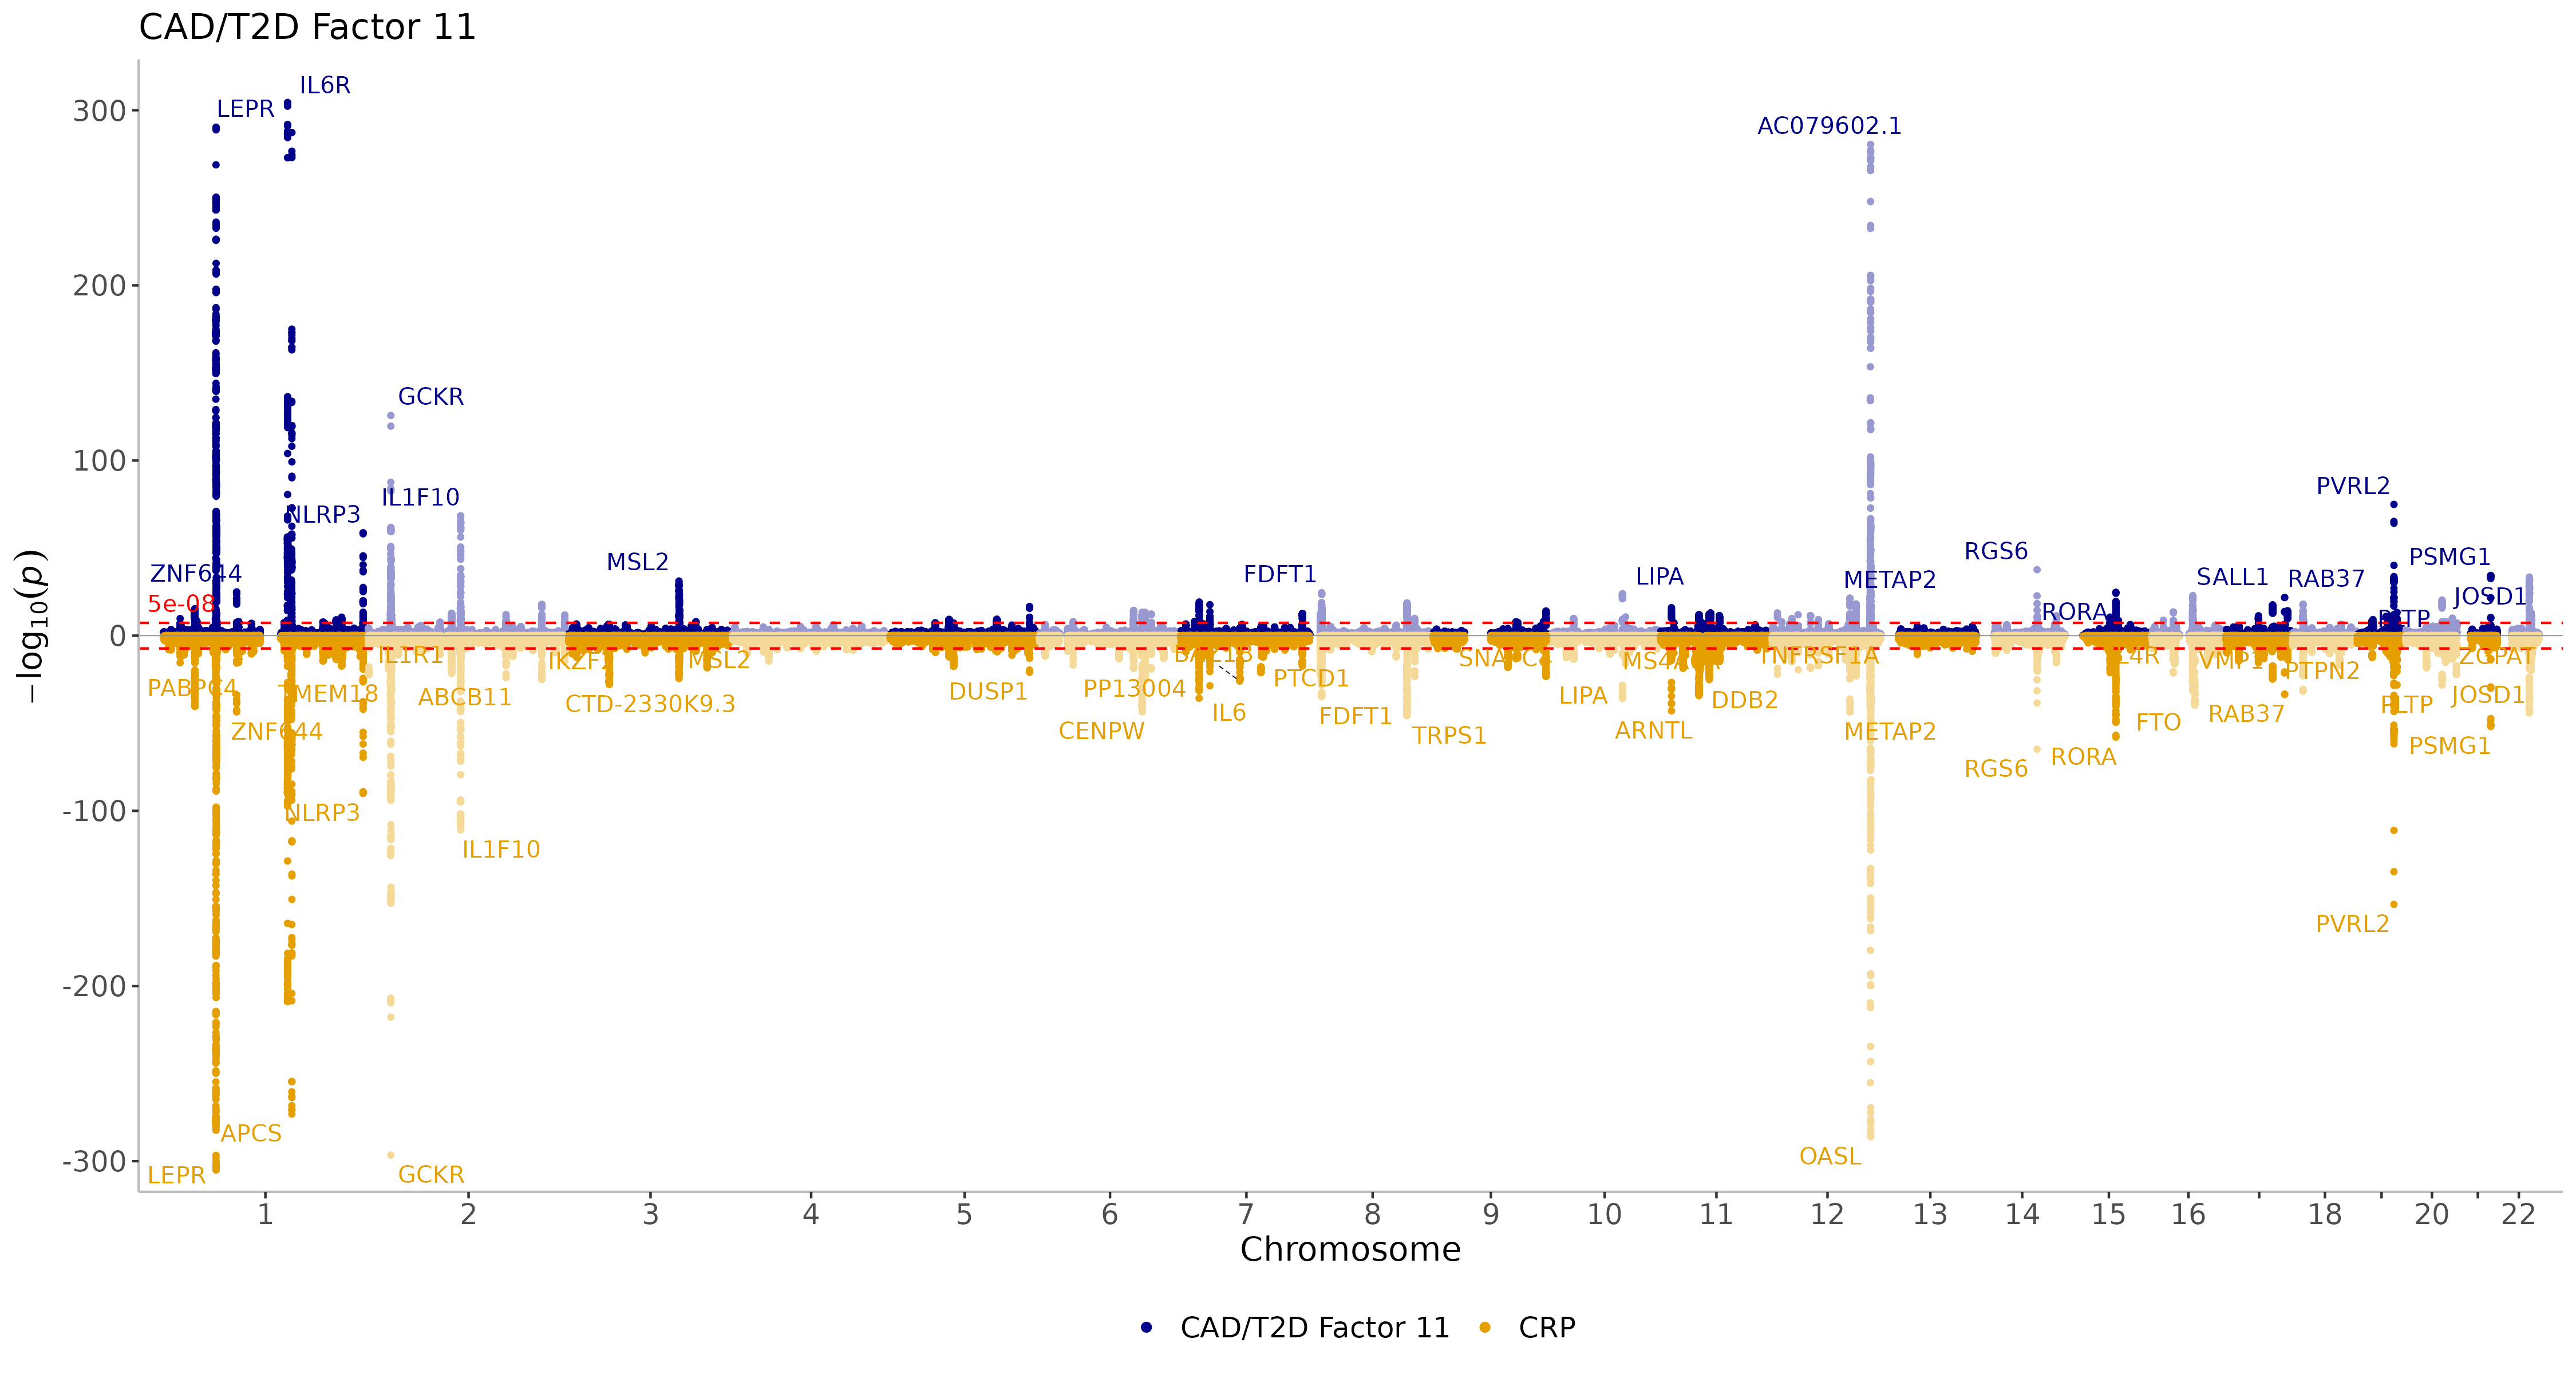 CAD/T2D Factor 11
IL6R
LEPR
AC079602.1
GCKR
IL1F10
NLRP3
PVRL2
MSL2
RGS6
PSMG1
ZNF644
FDFT1
LIPA
METAP2
SALL1
RAB37
JOSD1
5e-08
RORA
PLTP
IL1R1
MSL2
TNFRSF1A
VMP1
ZGPAT
PABPC4
TMEM18
ABCB11
CTD-2330K9.3
DUSP1
PP13004
PTCD1
LIPA
DDB2
PTPN2
JOSD1
PLTP
ZNF644
CENPW
IL6
FDFT1
TRPS1
ARNTL
METAP2
FTO
RAB37
PSMG1
RGS6
RORA
NLRP3
IL1F10
PVRL2
APCS
OASL
LEPR
GCKR
300
200
100
0
-100
-200
-300
−log10(p)
1 2 3 4 5 6 7 8 9 10 11 12 13 14 15 16 18 20 22
Chromosome
CAD/T2D Factor 11 CRP